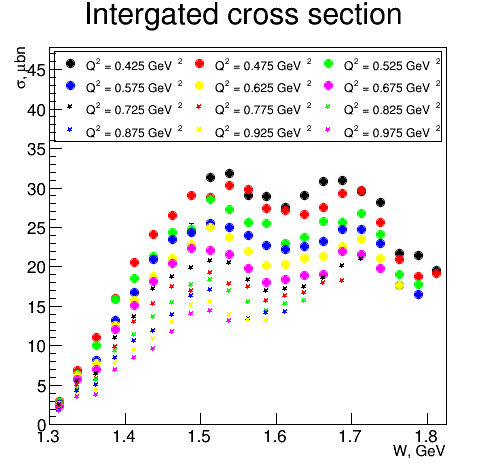 Intergated cross section
σ, μbn
Q² = 0.425 GeV ² Q² = 0.475 GeV ² Q² = 0.525 GeV ²
Q² = 0.575 GeV ² Q² = 0.625 GeV ² Q² = 0.675 GeV ²
Q² = 0.725 GeV ² Q² = 0.775 GeV ² Q² = 0.825 GeV ²
Q² = 0.875 GeV ² Q² = 0.925 GeV ² Q² = 0.975 GeV ²
45
40
35
30
25
20
15
10
5
0
1.3 1.4 1.5 1.6 1.7 1.8
W, GeV